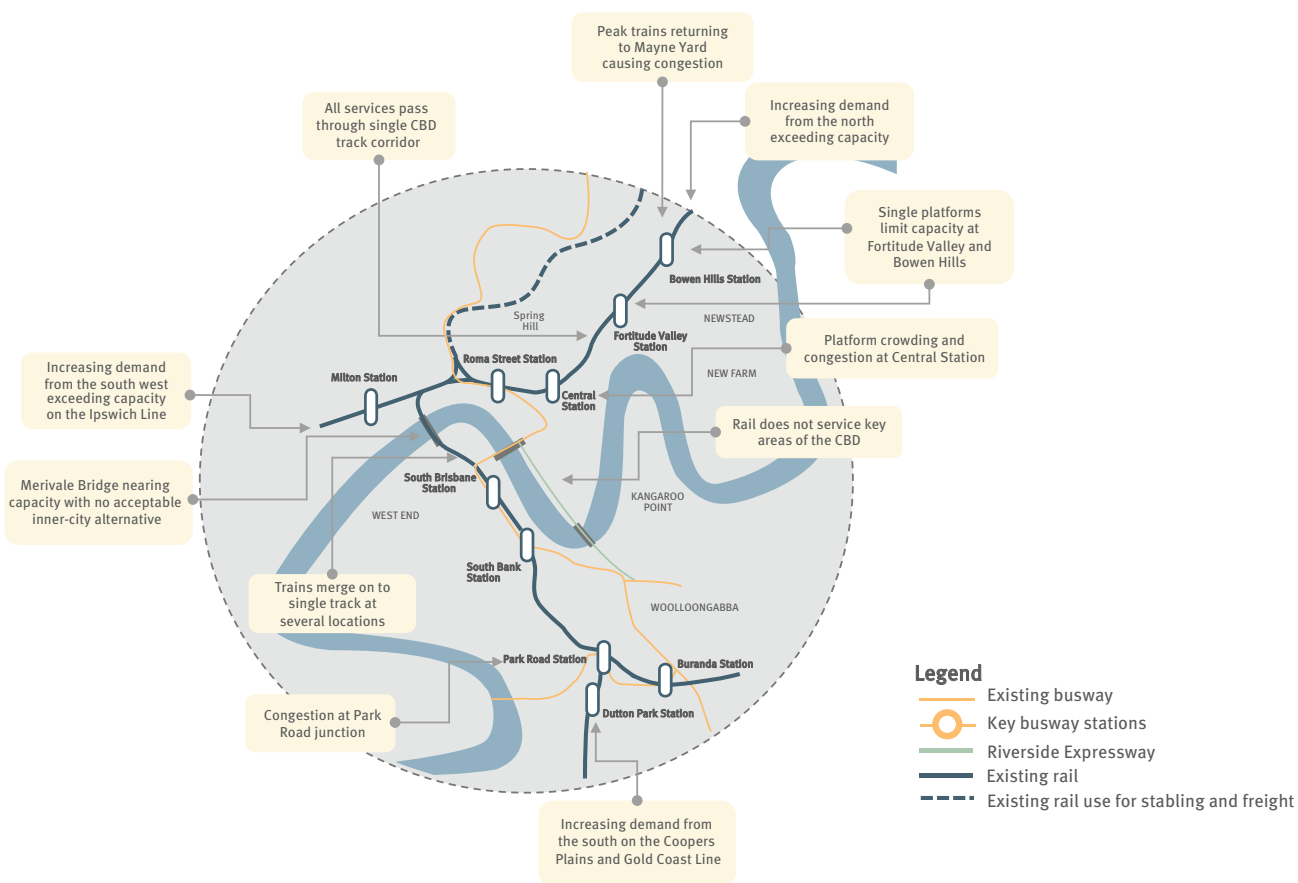 Peak trains returning
to Mayne Yard
causing congestion
All services pass
through single CBD
track corridor
Increasing demand
from the north
exceeding capacity
Single platforms
limit capacity at
Fortitude Valley and
Bowen Hills
Bowen Hills Station
Spring
Hill
NEWSTEAD
Fortitude Valley
Station
Platform crowding and
congestion at Central Station
Roma Street Station
Increasing demand
from the south west
exceeding capacity
on the Ipswich Line
Milton Station
NEW FARM
Central
Station
Rail does not service key
areas of the CBD
Merivale Bridge nearing
capacity with no acceptable
inner-city alternative
South Brisbane
Station
KANGAROO
POINT
WEST END
South Bank
Station
Trains merge on to
single track at
several locations
WOOLLOONGABBA
Park Road Station
Buranda Station
Congestion at Park
Road junction
Dutton Park Station
Increasing demand from
the south on the Coopers
Plains and Gold Coast Line
Legend
Existing busway
Key busway stations
Riverside Expressway
Existing rail
Existing rail use for stabling and freight